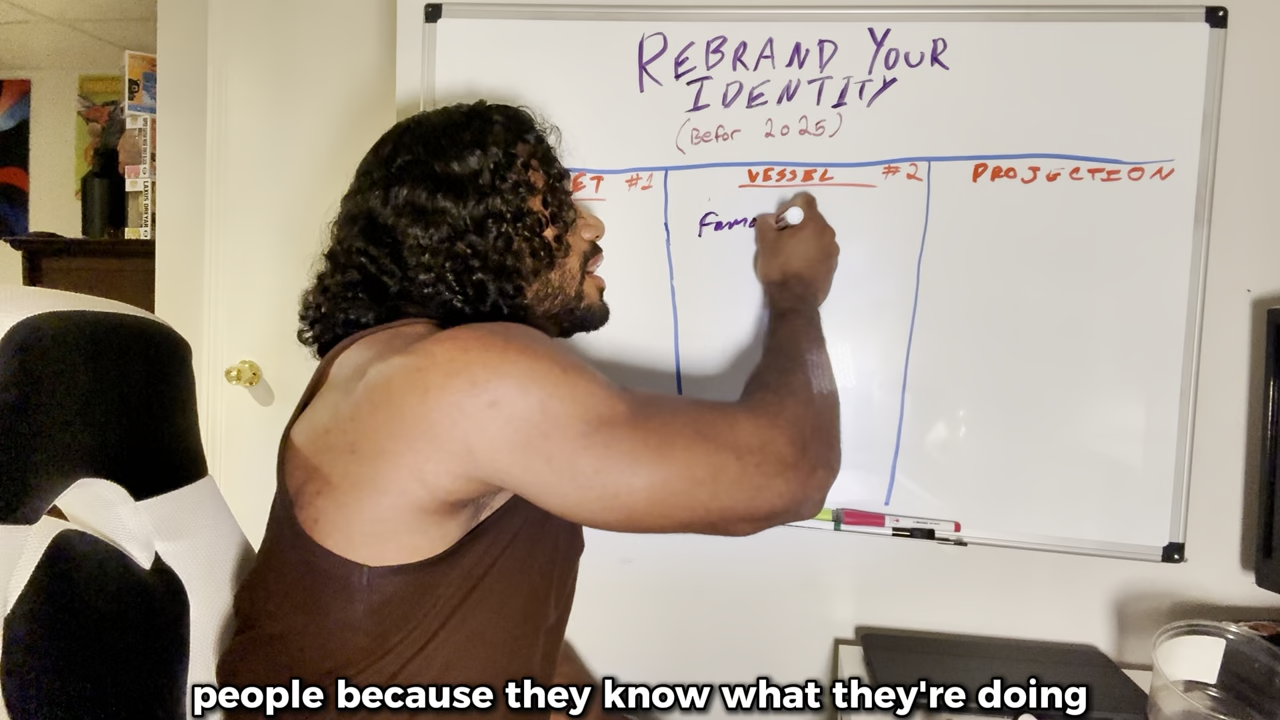 REBRAND YOUR
IDENTITY
(Befor 2025)
ET #1
VESSEL #2
PROJECTION
Famo
people because they know what they're doing